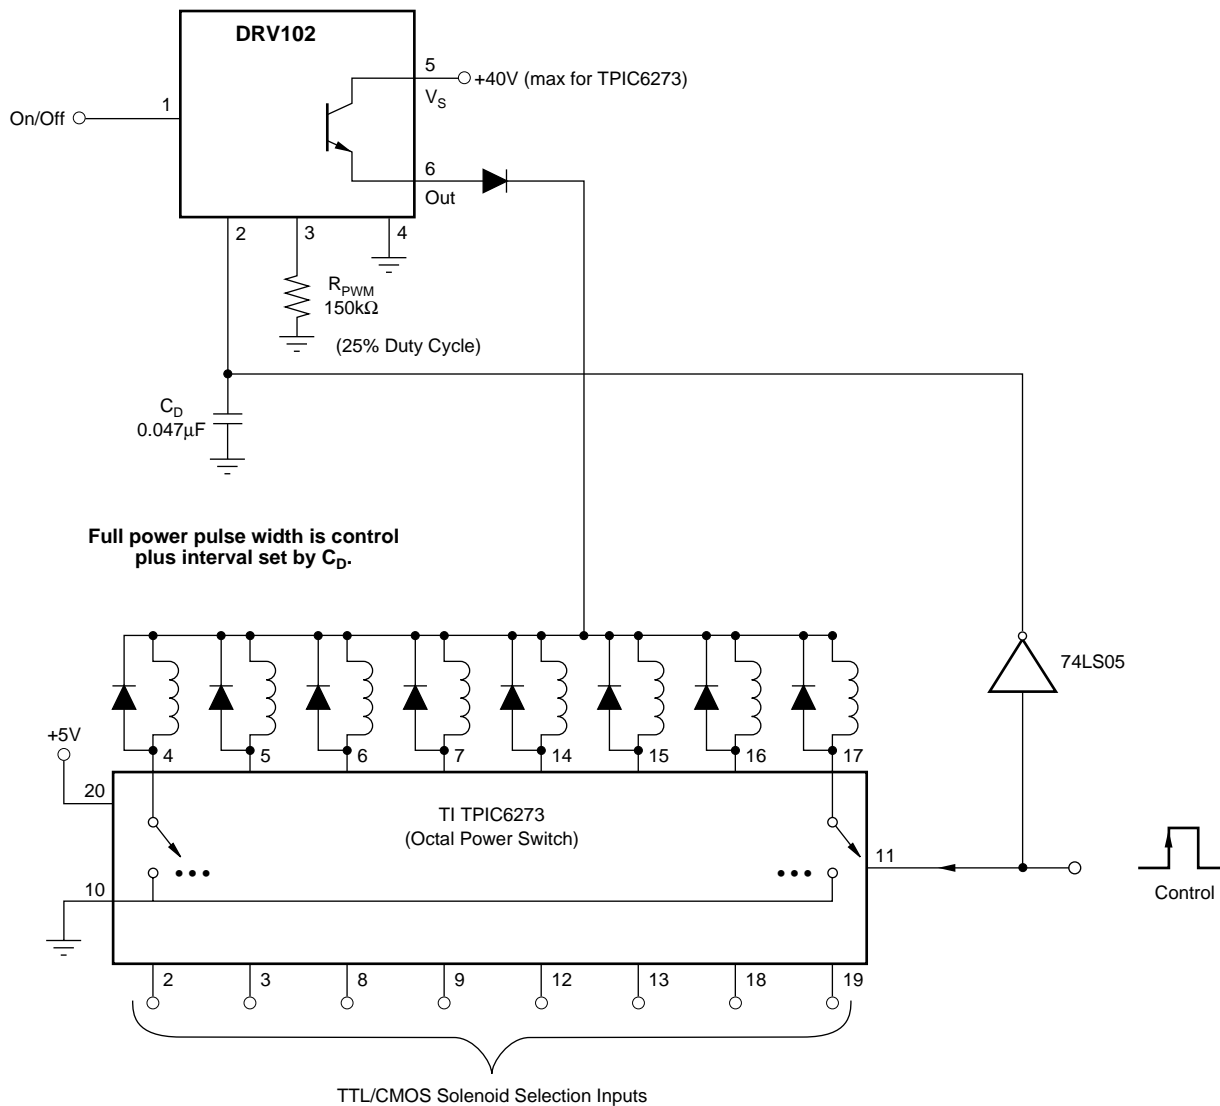 DRV102
5
+40V (max for TPIC6273)
V_S
1
On/Off
6
Out
2
3
4
R_PWM
150kΩ
(25% Duty Cycle)
C_D
0.047µF
Full power pulse width is control
plus interval set by C_D.
74LS05
+5V
4
5
6
7
14
15
16
17
20
TI TPIC6273
(Octal Power Switch)
11
10
Control
2
3
8
9
12
13
18
19
TTL/CMOS Solenoid Selection Inputs